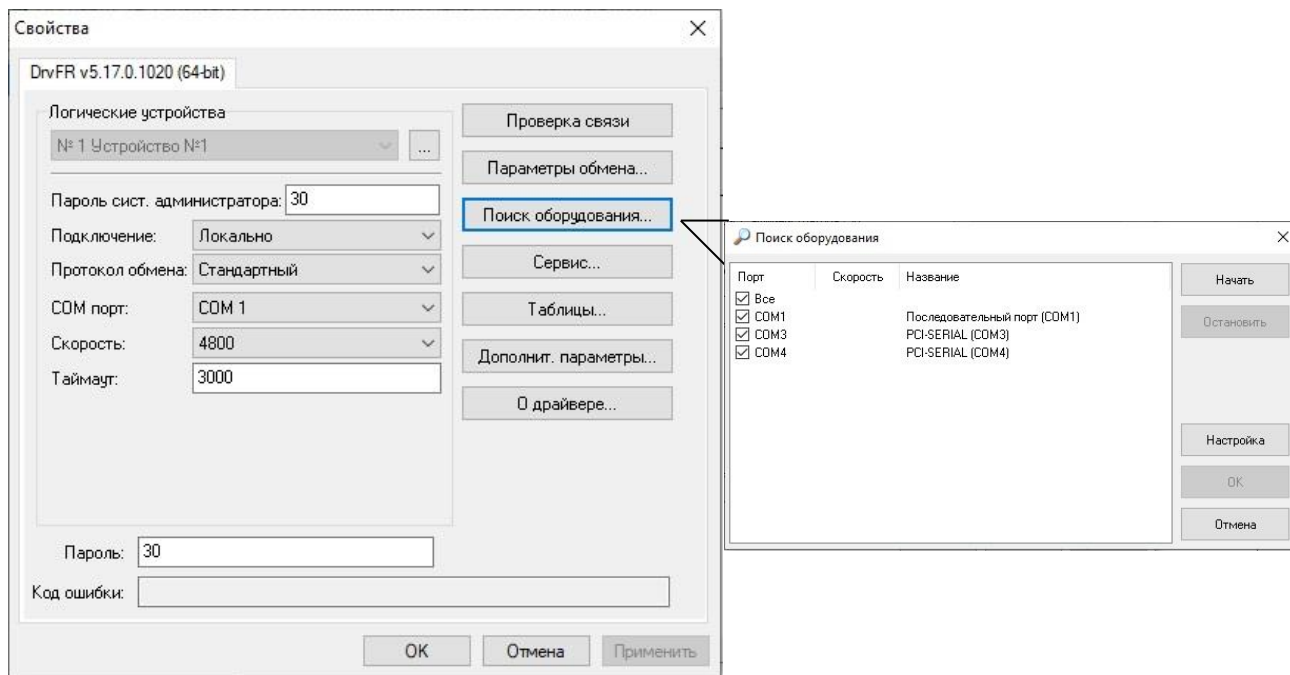 Свойства
DrvFR v5.17.0.1020 (64-bit)
Логические устройства
№ 1 Устройство №1
...
Пароль сист. администратора: 30
Подключение: Локально
Протокол обмена: Стандартный
COM порт: COM 1
Скорость: 4800
Таймаут: 3000
Проверка связи
Параметры обмена...
Поиск оборудования...
Сервис...
Таблицы...
Дополнит. параметры...
О драйвере...
Пароль: 30
Код ошибки:
OK Отмена Применить
Поиск оборудования
Порт Скорость Название
Все
COM1 Последовательный порт (COM1)
COM3 PCI-SERIAL (COM3)
COM4 PCI-SERIAL (COM4)
Начать
Остановить
Настройка
OK
Отмена